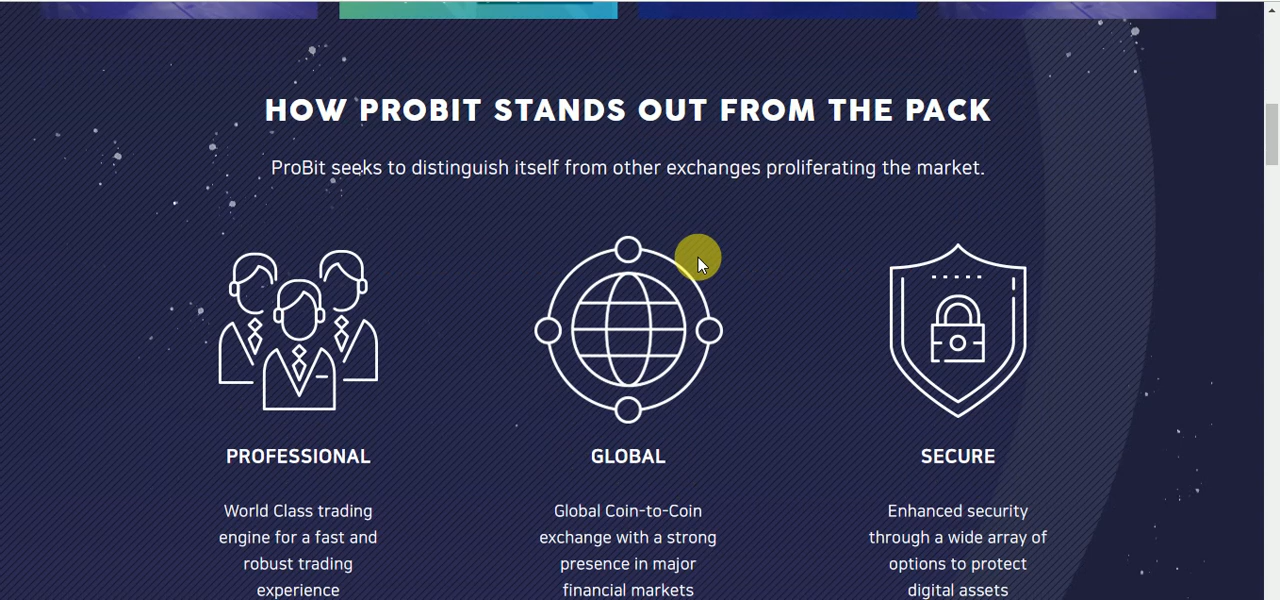 HOW PROBIT STANDS OUT FROM THE PACK
ProBit seeks to distinguish itself from other exchanges proliferating the market.
PROFESSIONAL
World Class trading
engine for a fast and
robust trading
experience
GLOBAL
Global Coin-to-Coin
exchange with a strong
presence in major
financial markets
SECURE
Enhanced security
through a wide array of
options to protect
digital assets